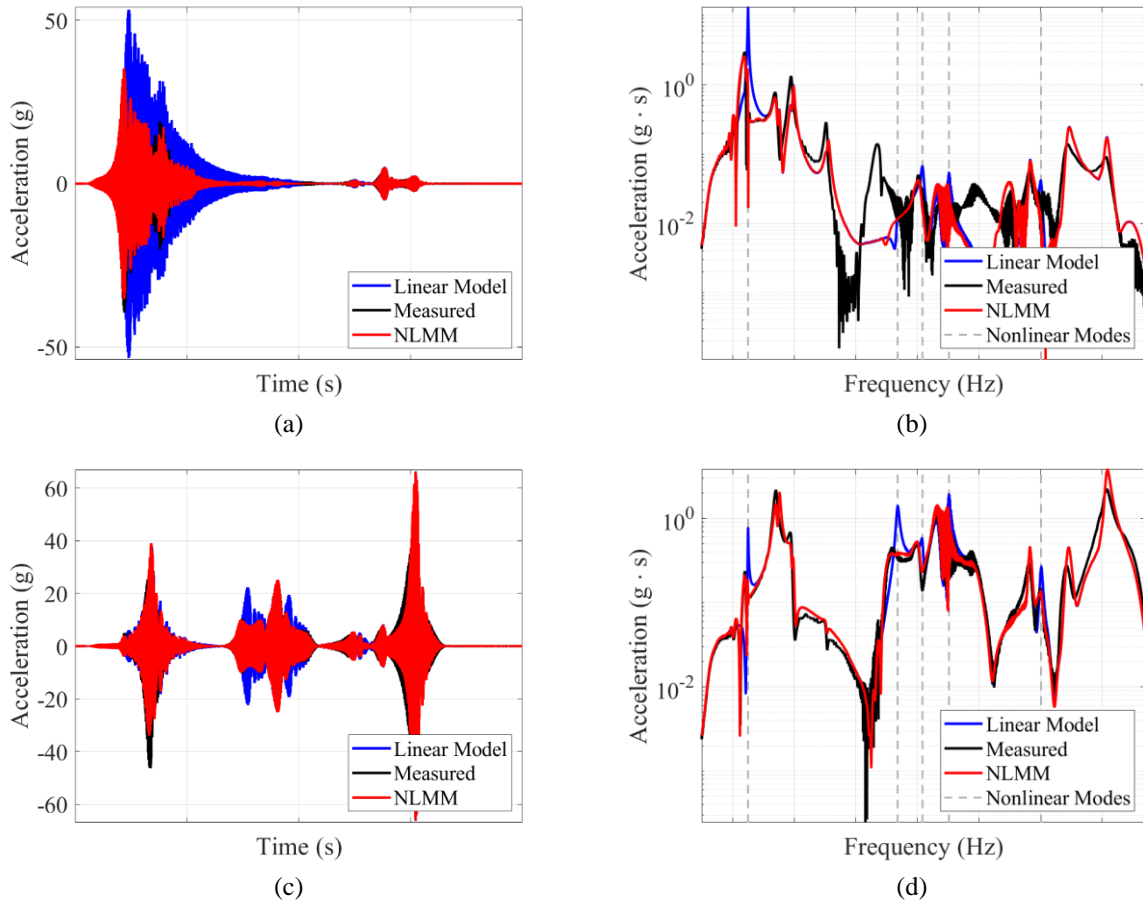 50
0
-50
Acceleration (g)
Linear Model
Measured
NLMM
Time (s)
(a)
10^0
10^-2
Acceleration (g · s)
Linear Model
Measured
NLMM
Nonlinear Modes
Frequency (Hz)
(b)
60
40
20
0
-20
-40
-60
Acceleration (g)
Linear Model
Measured
NLMM
Time (s)
(c)
10^0
10^-2
Acceleration (g · s)
Linear Model
Measured
NLMM
Nonlinear Modes
Frequency (Hz)
(d)